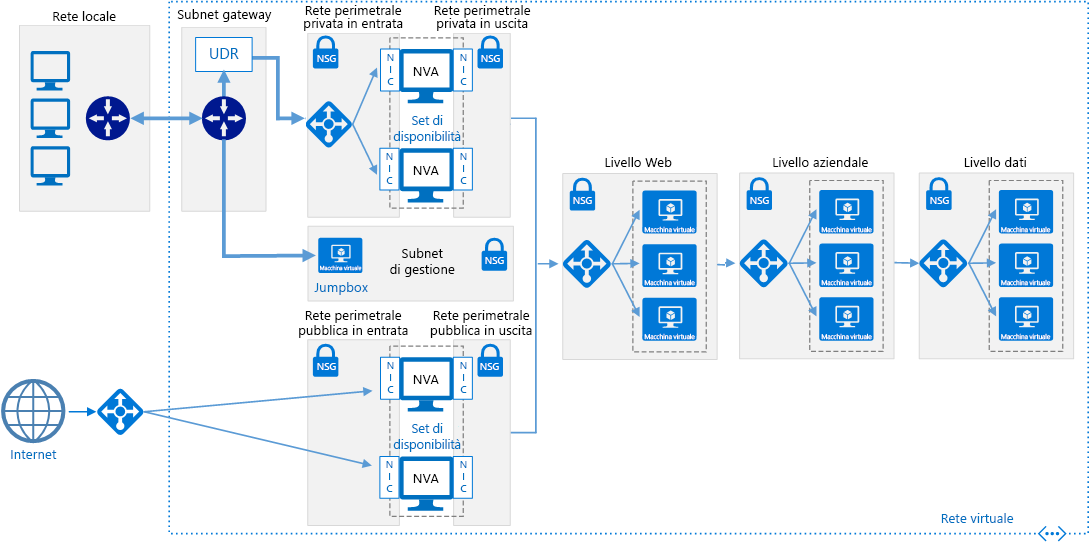 Rete locale
Subnet gateway
Rete perimetrale
privata in entrata
Rete perimetrale
privata in uscita
UDR
NSG
NSG
NIC
NVA
NIC
Set di
disponibilità
NIC
NVA
NIC
Livello Web
Livello aziendale
Livello dati
NSG
NSG
NSG
Macchina virtuale
Macchina virtuale
Macchina virtuale
Macchina virtuale
Macchina virtuale
Macchina virtuale
Macchina virtuale
Macchina virtuale
Macchina virtuale
Macchina virtuale
Jumpbox
Subnet
di gestione
NSG
Rete perimetrale
pubblica in entrata
Rete perimetrale
pubblica in uscita
NSG
NSG
NIC
NVA
NIC
Set di
disponibilità
NIC
NVA
NIC
Internet
Rete virtuale